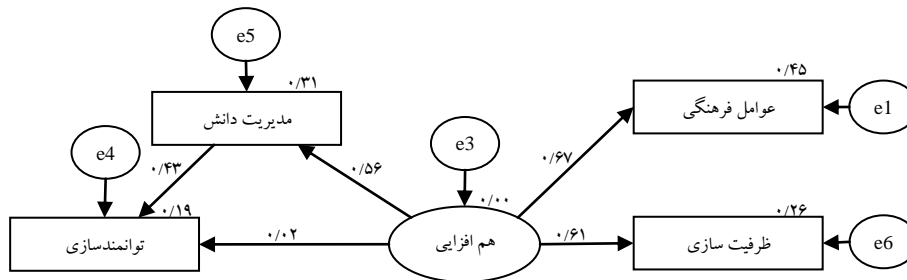 e5
۰/۳۱
۰/۴۵
مدیریت دانش
عوامل فرهنگی
e1
e3
e4
۰/۴۳
۰/۵۶
۰/۶۷
۰/۰۰
۰/۱۹
۰/۲۶
توانمندسازی
۰/۰۲
هم افزایی
۰/۶۱
ظرفیت سازی
e6